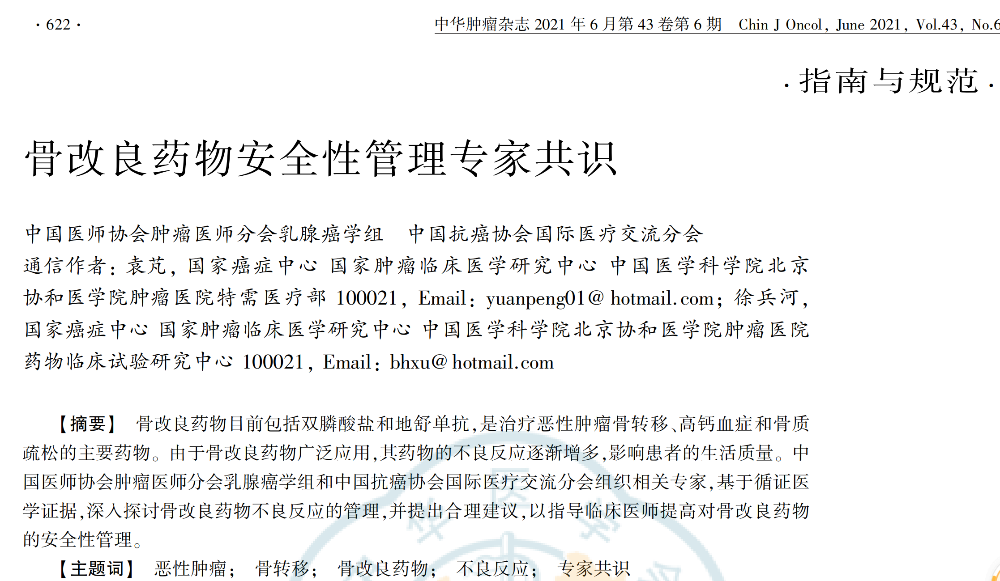 · 622 ·
中华肿瘤杂志 2021 年 6 月第 43 卷第 6 期 Chin J Oncol, June 2021, Vol.43, No.6
· 指南与规范 ·
骨改良药物安全性管理专家共识
中国医师协会肿瘤医师分会乳腺癌学组 中国抗癌协会国际医疗交流分会
通信作者：袁芃，国家癌症中心 国家肿瘤临床医学研究中心 中国医学科学院北京
协和医学院肿瘤医院特需医疗部 100021，Email：yuanpeng01@ hotmail.com；徐兵河，
国家癌症中心 国家肿瘤临床医学研究中心 中国医学科学院北京协和医学院肿瘤医院
药物临床试验研究中心 100021，Email：bhxu@ hotmail.com
【摘要】 骨改良药物目前包括双膦酸盐和地舒单抗,是治疗恶性肿瘤骨转移、高钙血症和骨质
疏松的主要药物。由于骨改良药物广泛应用,其药物的不良反应逐渐增多,影响患者的生活质量。中
国医师协会肿瘤医师分会乳腺癌学组和中国抗癌协会国际医疗交流分会组织相关专家,基于循证医
学证据,深入探讨骨改良药物不良反应的管理,并提出合理建议,以指导临床医师提高对骨改良药物
的安全性管理。
【主题词】 恶性肿瘤； 骨转移； 骨改良药物； 不良反应； 专家共识
华医学会